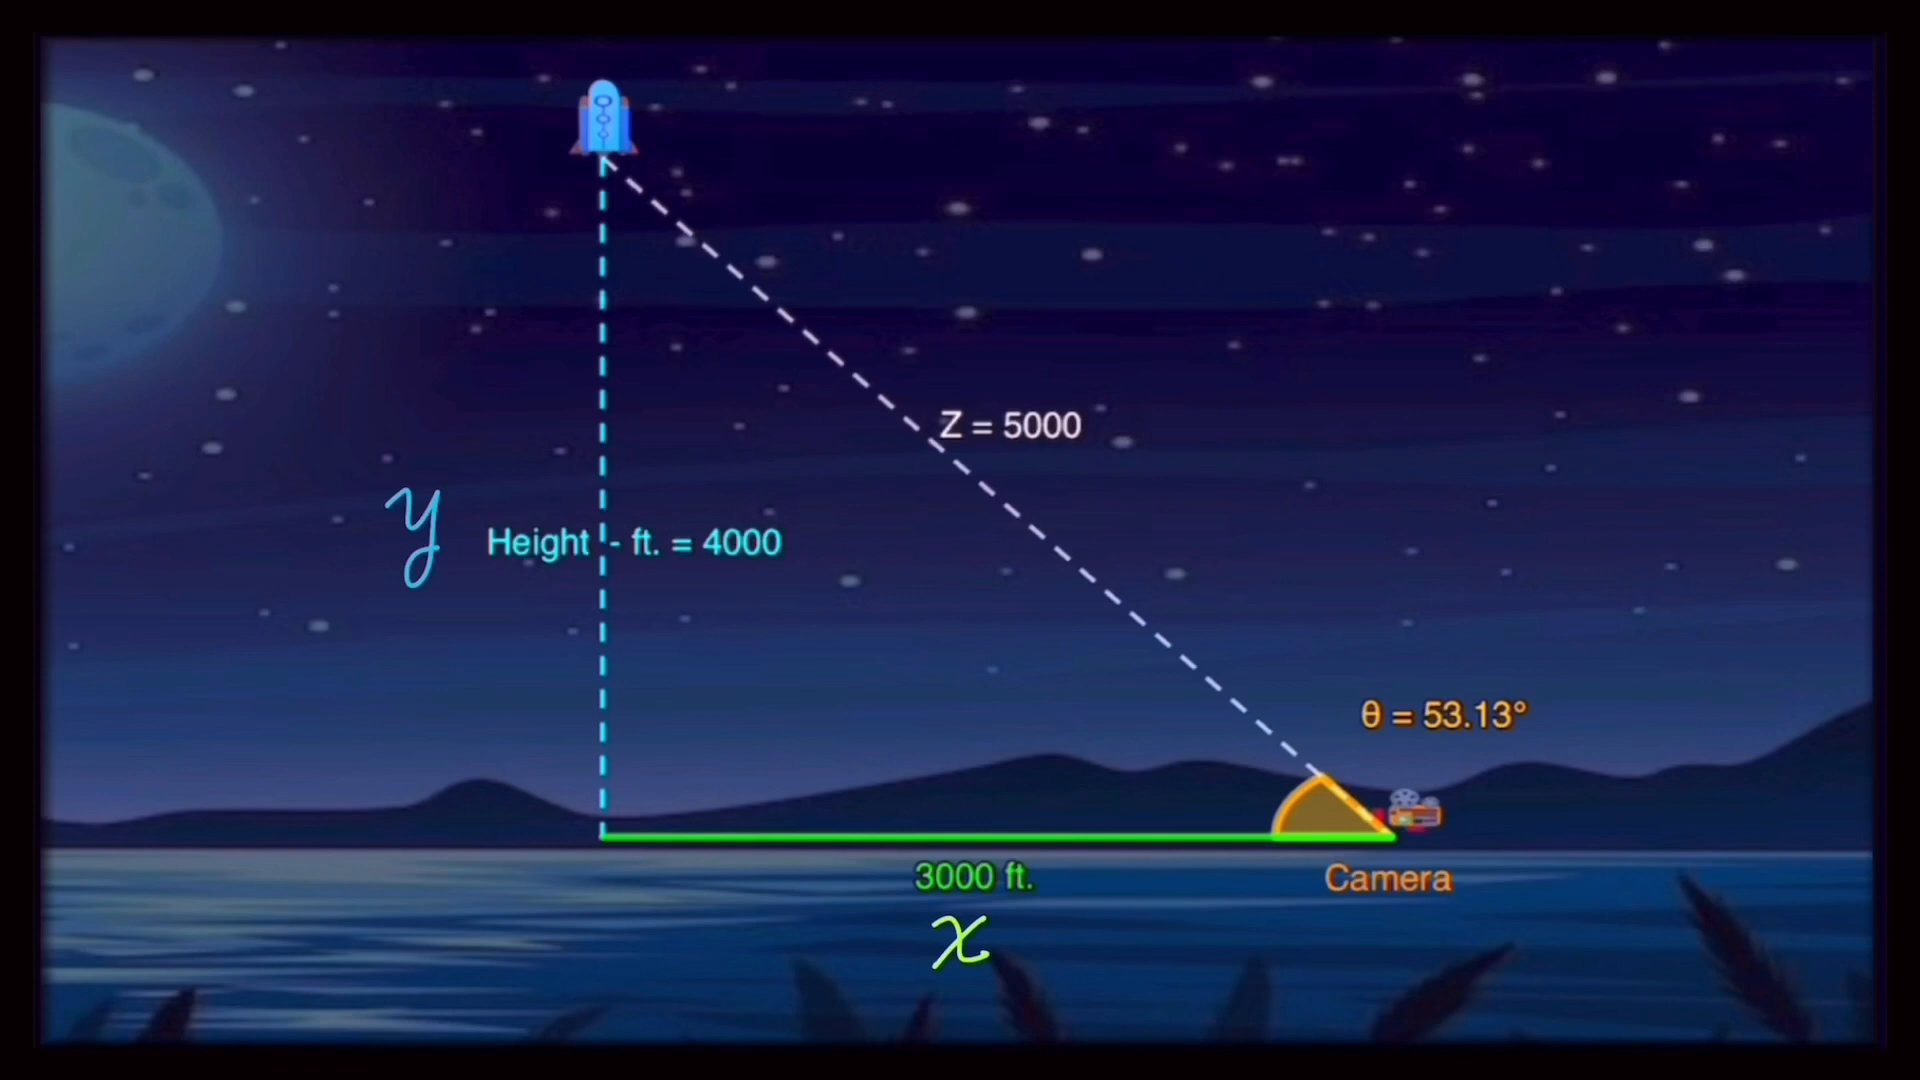 Z = 5000
y
Height - ft. = 4000
θ = 53.13°
3000 ft.
Camera
x